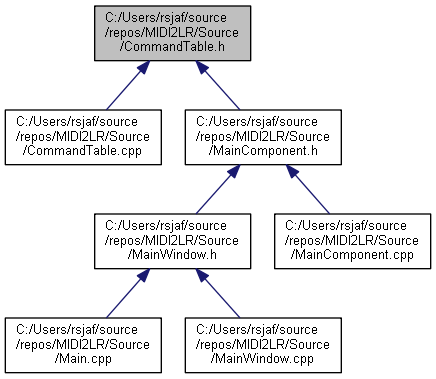 C:/Users/rsjaf/source
/repos/MIDI2LR/Source
/CommandTable.h
C:/Users/rsjaf/source
/repos/MIDI2LR/Source
/CommandTable.cpp
C:/Users/rsjaf/source
/repos/MIDI2LR/Source
/MainComponent.h
C:/Users/rsjaf/source
/repos/MIDI2LR/Source
/MainWindow.h
C:/Users/rsjaf/source
/repos/MIDI2LR/Source
/MainComponent.cpp
C:/Users/rsjaf/source
/repos/MIDI2LR/Source
/Main.cpp
C:/Users/rsjaf/source
/repos/MIDI2LR/Source
/MainWindow.cpp